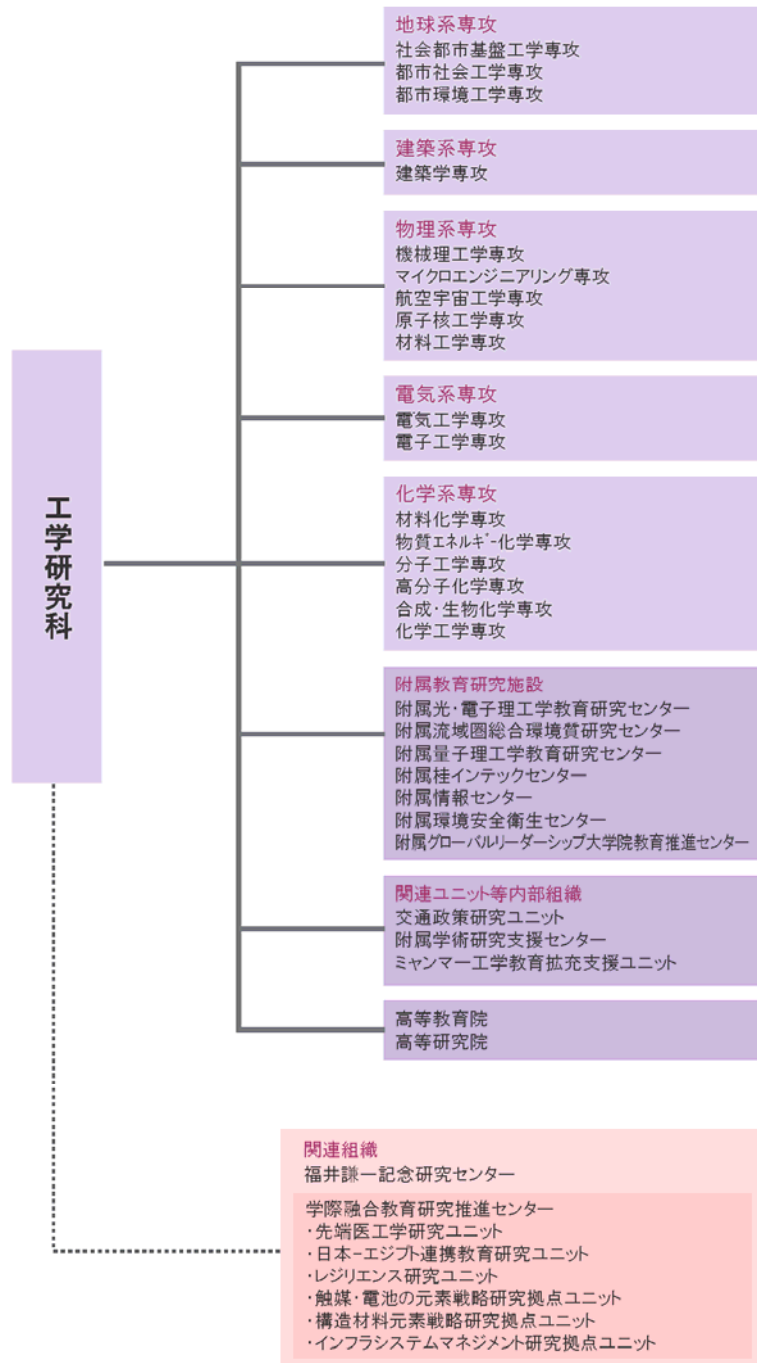 工学研究科
地球系専攻
社会都市基盤工学専攻
都市社会工学専攻
都市環境工学専攻
建築系専攻
建築学専攻
物理系専攻
機械理工学専攻
マイクロエンジニアリング専攻
航空宇宙工学専攻
原子核工学専攻
材料工学専攻
電気系専攻
電気工学専攻
電子工学専攻
化学系専攻
材料化学専攻
物質エネルギー化学専攻
分子工学専攻
高分子化学専攻
合成・生物化学専攻
化学工学専攻
附属教育研究施設
附属光・電子理工学教育研究センター
附属流域圏総合環境質研究センター
附属量子理工学教育研究センター
附属桂インテックセンター
附属情報センター
附属環境安全衛生センター
附属グローバルリーダーシップ大学院教育推進センター
関連ユニット等内部組織
交通政策研究ユニット
附属学術研究支援センター
ミャンマー工学教育拡充支援ユニット
高等教育院
高等研究院
関連組織
福井謙一記念研究センター
学際融合教育研究推進センター
・先端医工学研究ユニット
・日本-エジプト連携教育研究ユニット
・レジリエンス研究ユニット
・触媒・電池の元素戦略研究拠点ユニット
・構造材料元素戦略研究拠点ユニット
・インフラシステムマネジメント研究拠点ユニット